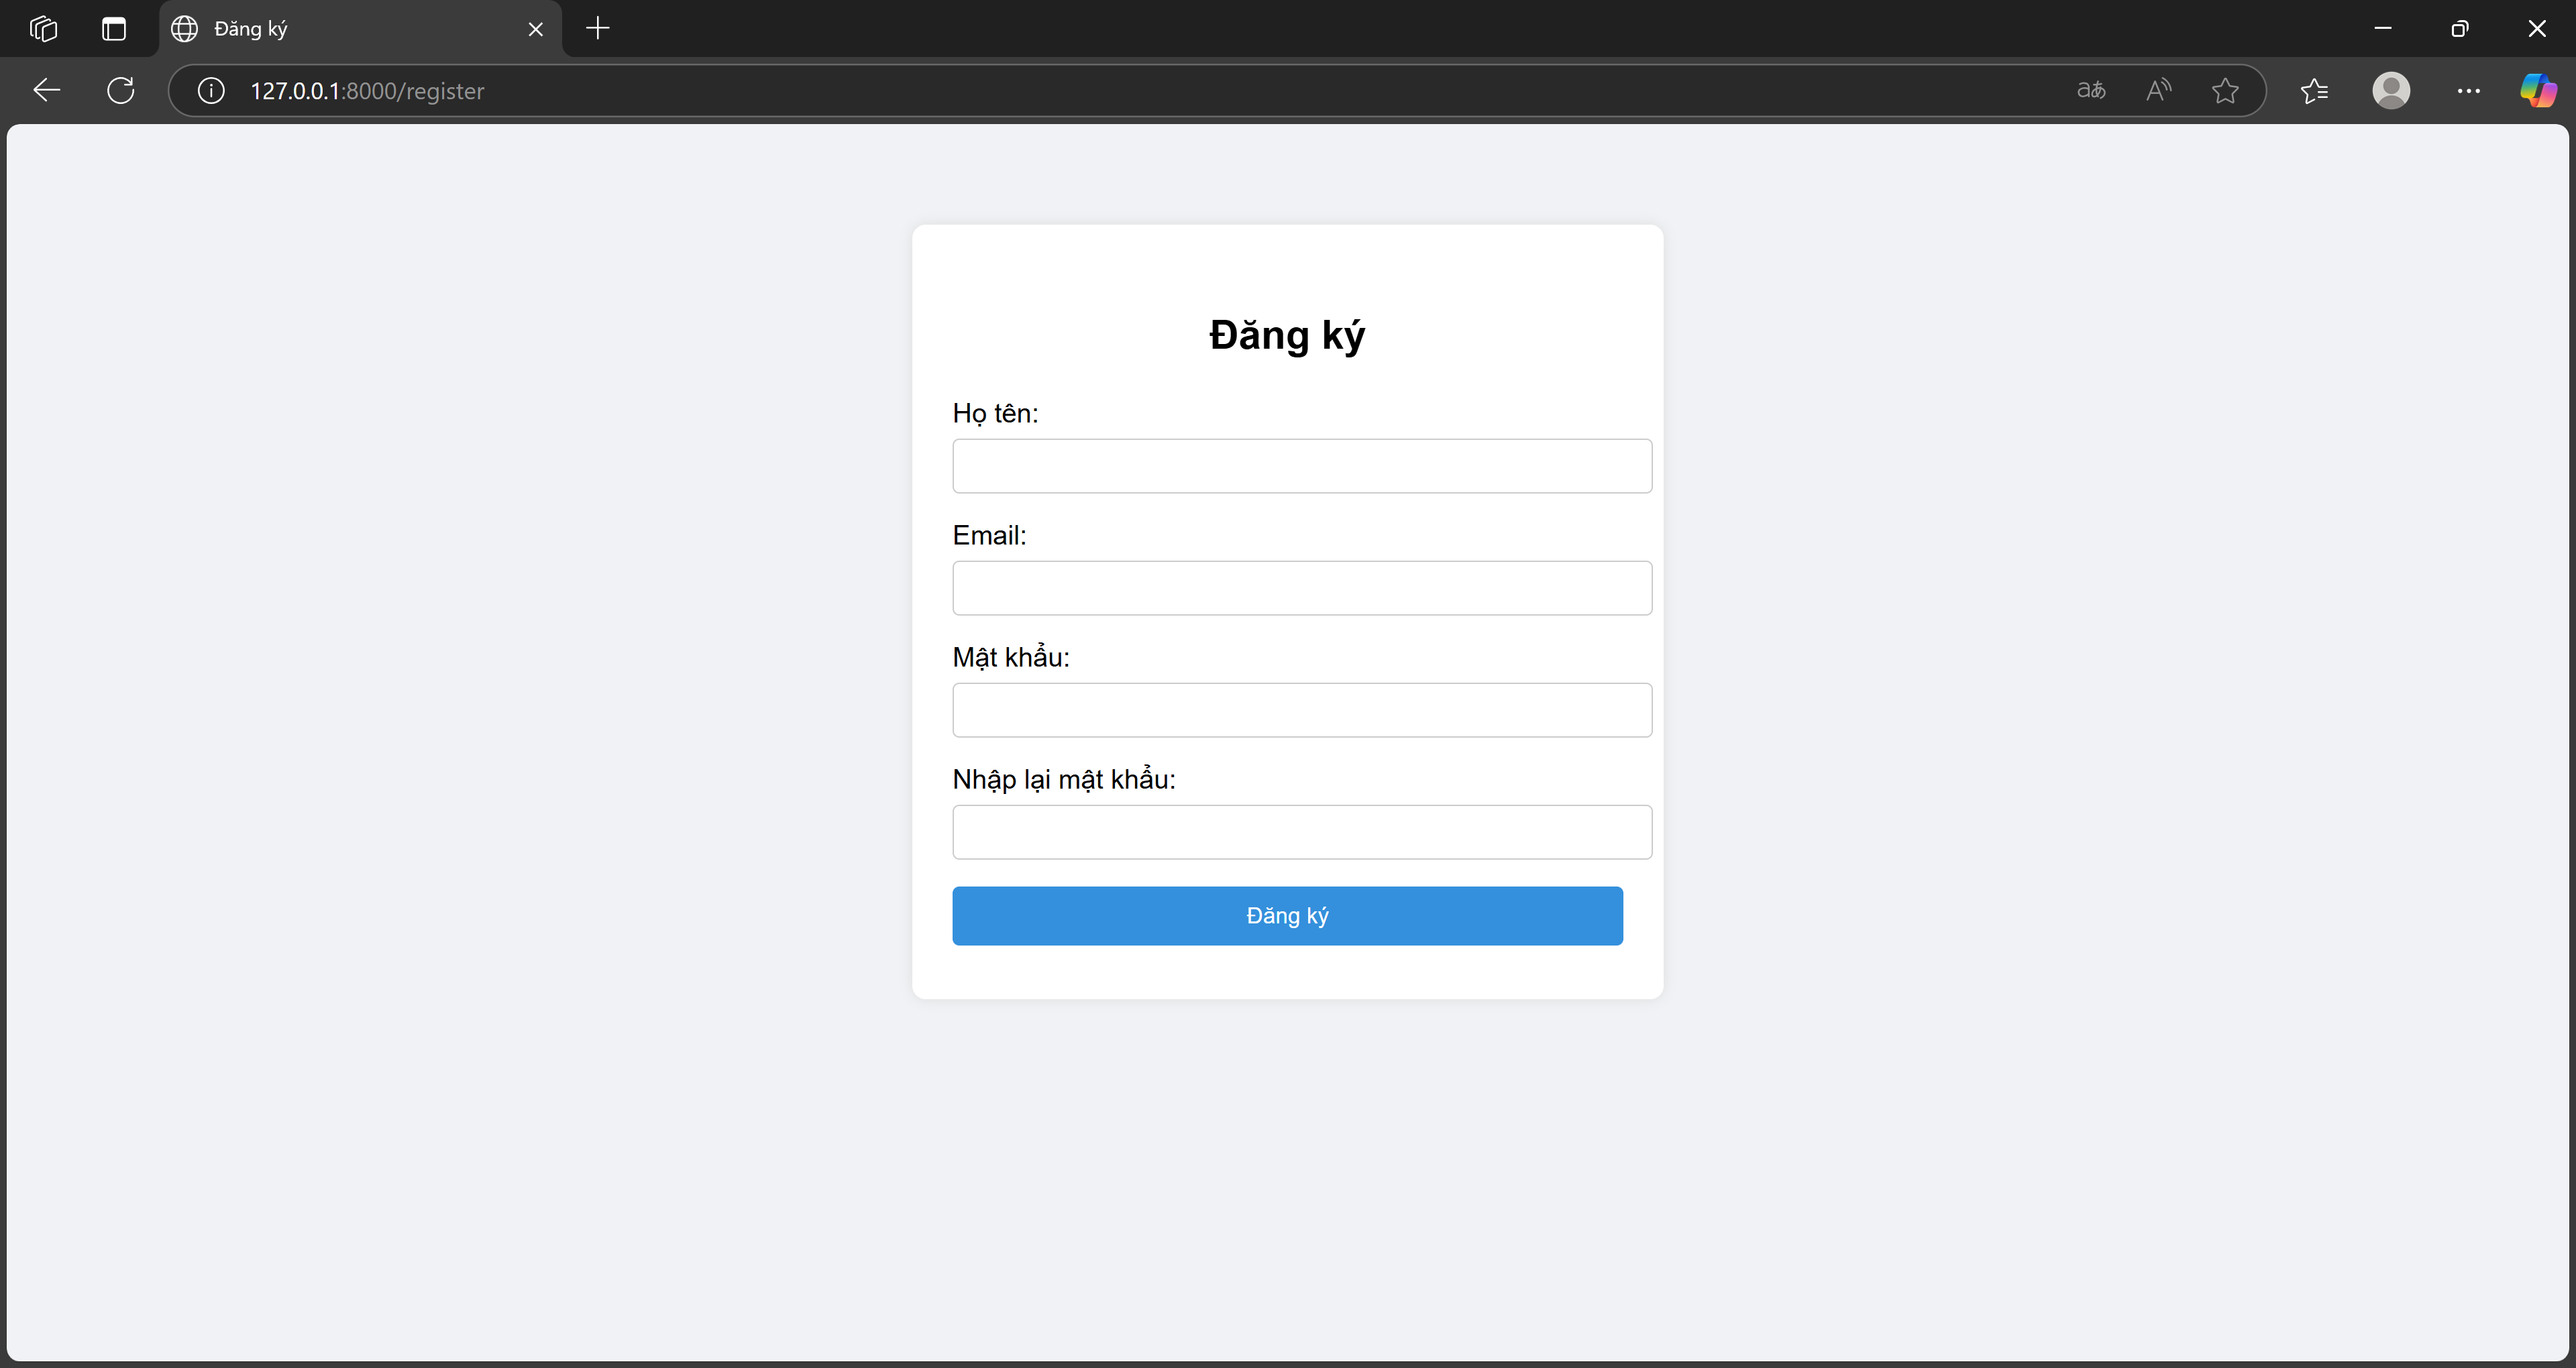 Đăng ký
127.0.0.1:8000/register
Đăng ký
Họ tên:
Email:
Mật khẩu:
Nhập lại mật khẩu:
Đăng ký